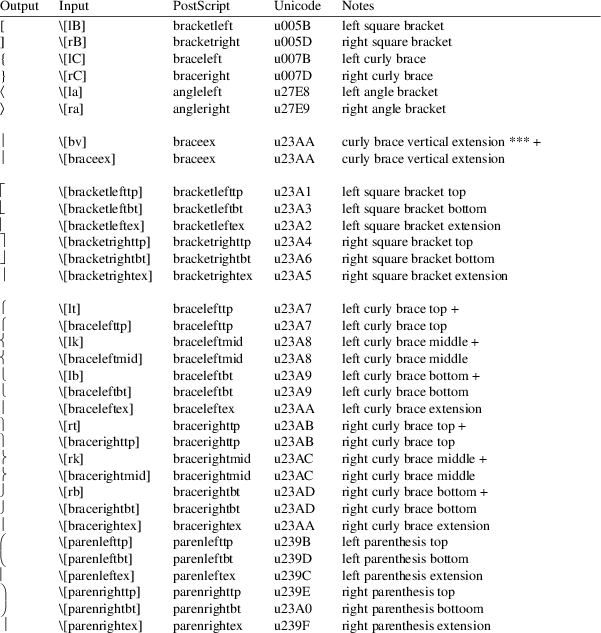 Output Input PostScript Unicode Notes
[ \[lB] bracketleft u005B left square bracket
] \[rB] bracketright u005D right square bracket
{ \[lC] braceleft u007B left curly brace
} \[rC] braceright u007D right curly brace
⟨ \[la] angleleft u27E8 left angle bracket
⟩ \[ra] angleright u27E9 right angle bracket
⎪ \[bv] braceex u23AA curly brace vertical extension *** +
⎪ \[braceex] braceex u23AA curly brace vertical extension
⎡ \[bracketlefttp] bracketlefttp u23A1 left square bracket top
⎣ \[bracketleftbt] bracketleftbt u23A3 left square bracket bottom
⎢ \[bracketleftex] bracketleftex u23A2 left square bracket extension
⎤ \[bracketrighttp] bracketrighttp u23A4 right square bracket top
⎦ \[bracketrightbt] bracketrightbt u23A6 right square bracket bottom
⎥ \[bracketrightex] bracketrightex u23A5 right square bracket extension
⎧ \[lt] bracelefttp u23A7 left curly brace top +
⎧ \[bracelefttp] bracelefttp u23A7 left curly brace top
⎨ \[lk] braceleftmid u23A8 left curly brace middle +
⎨ \[braceleftmid] braceleftmid u23A8 left curly brace middle
⎩ \[lb] braceleftbt u23A9 left curly brace bottom +
⎩ \[braceleftbt] braceleftbt u23A9 left curly brace bottom
⎪ \[braceleftex] braceleftex u23AA left curly brace extension
⎫ \[rt] bracerighttp u23AB right curly brace top +
⎫ \[bracerighttp] bracerighttp u23AB right curly brace top
⎬ \[rk] bracerightmid u23AC right curly brace middle +
⎬ \[bracerightmid] bracerightmid u23AC right curly brace middle
⎭ \[rb] bracerightbt u23AD right curly brace bottom +
⎭ \[bracerightbt] bracerightbt u23AD right curly brace bottom
⎪ \[bracerightex] bracerightex u23AA right curly brace extension
⎛ \[parenlefttp] parenlefttp u239B left parenthesis top
⎝ \[parenleftbt] parenleftbt u239D left parenthesis bottom
⎜ \[parenleftex] parenleftex u239C left parenthesis extension
⎞ \[parenrighttp] parenrighttp u239E right parenthesis top
⎠ \[parenrightbt] parenrightbt u23A0 right parenthesis bottoom
⎟ \[parenrightex] parenrightex u239F right parenthesis extension